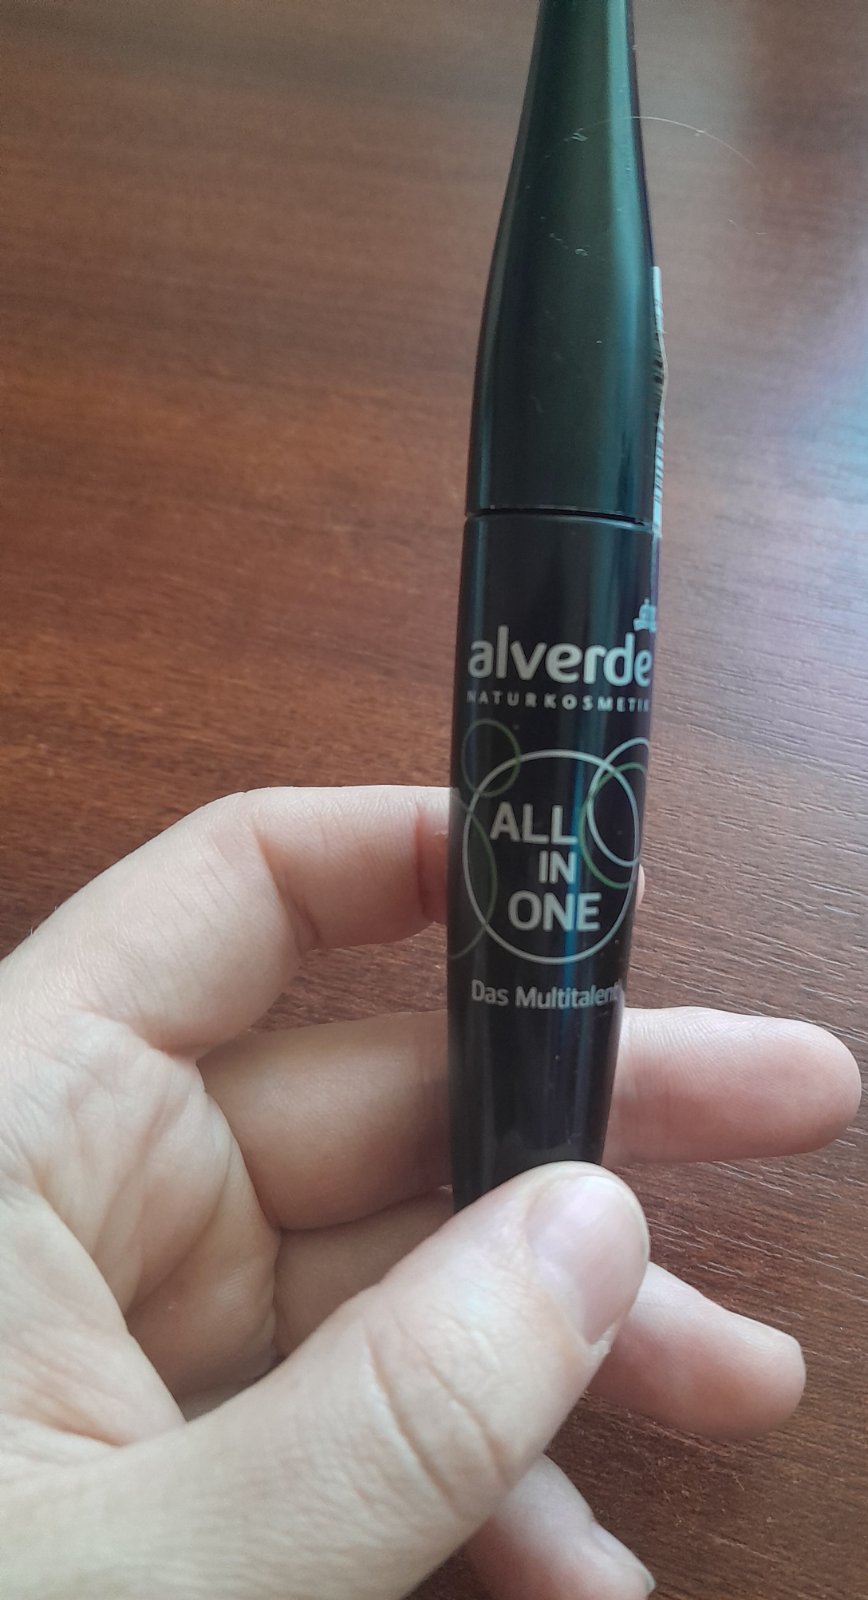 alverde
NATURKOSMETIK
ALL
IN
ONE
Das Multitalent